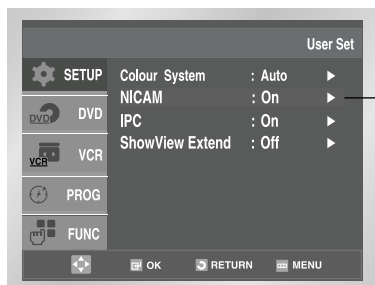 User Set
SETUP
DVD
DVD
VCR
VCR
PROG
FUNC
Colour System : Auto
NICAM : On
IPC : On
ShowView Extend : Off
OK RETURN MENU